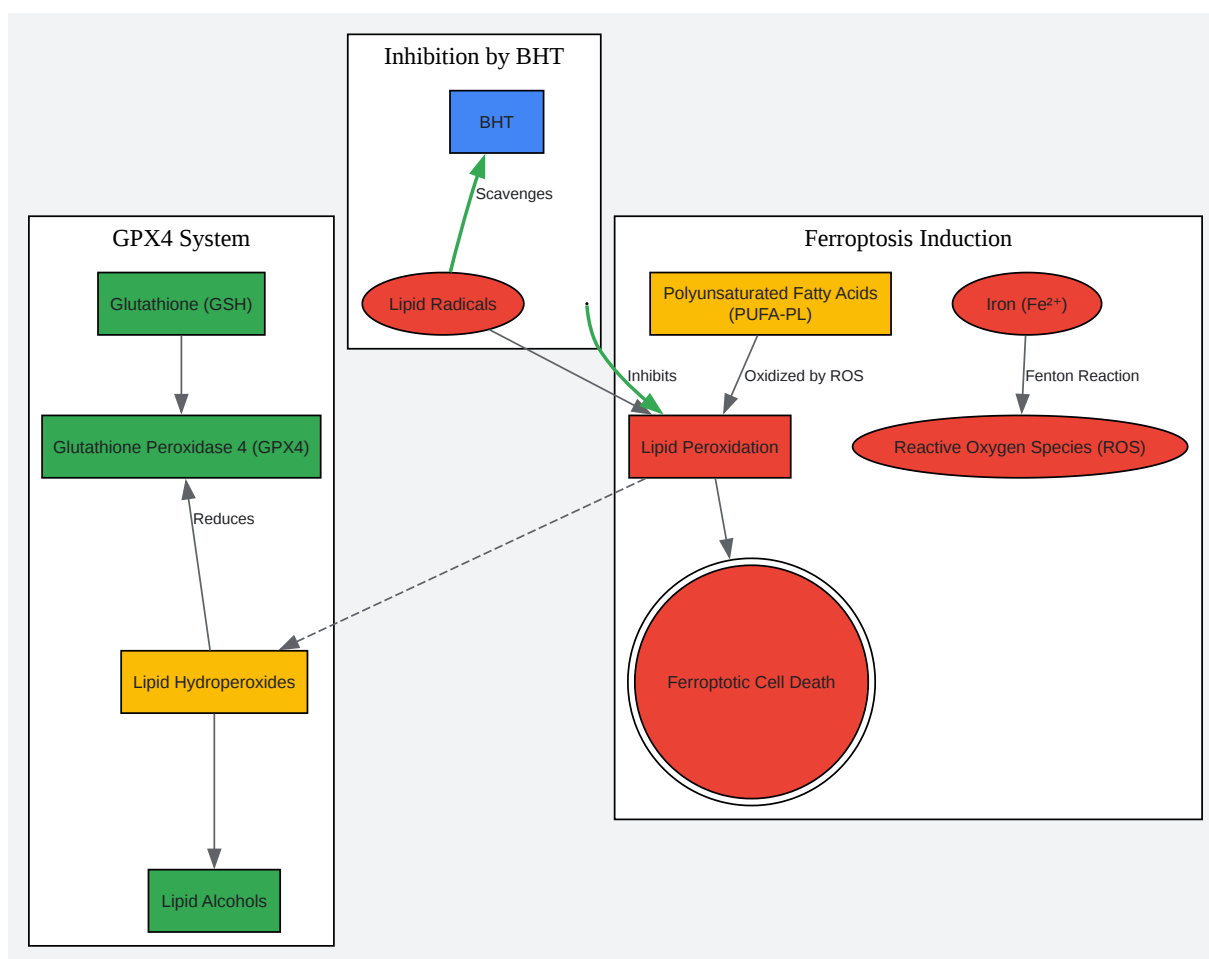 Inhibition by BHT
BHT
Scavenges
Lipid Radicals
GPX4 System
Glutathione (GSH)
Glutathione Peroxidase 4 (GPX4)
Reduces
Lipid Hydroperoxides
Lipid Alcohols
Ferroptosis Induction
Polyunsaturated Fatty Acids
(PUFA-PL)
Iron (Fe²⁺)
Inhibits
Oxidized by ROS
Fenton Reaction
Lipid Peroxidation
Reactive Oxygen Species (ROS)
Ferroptotic Cell Death